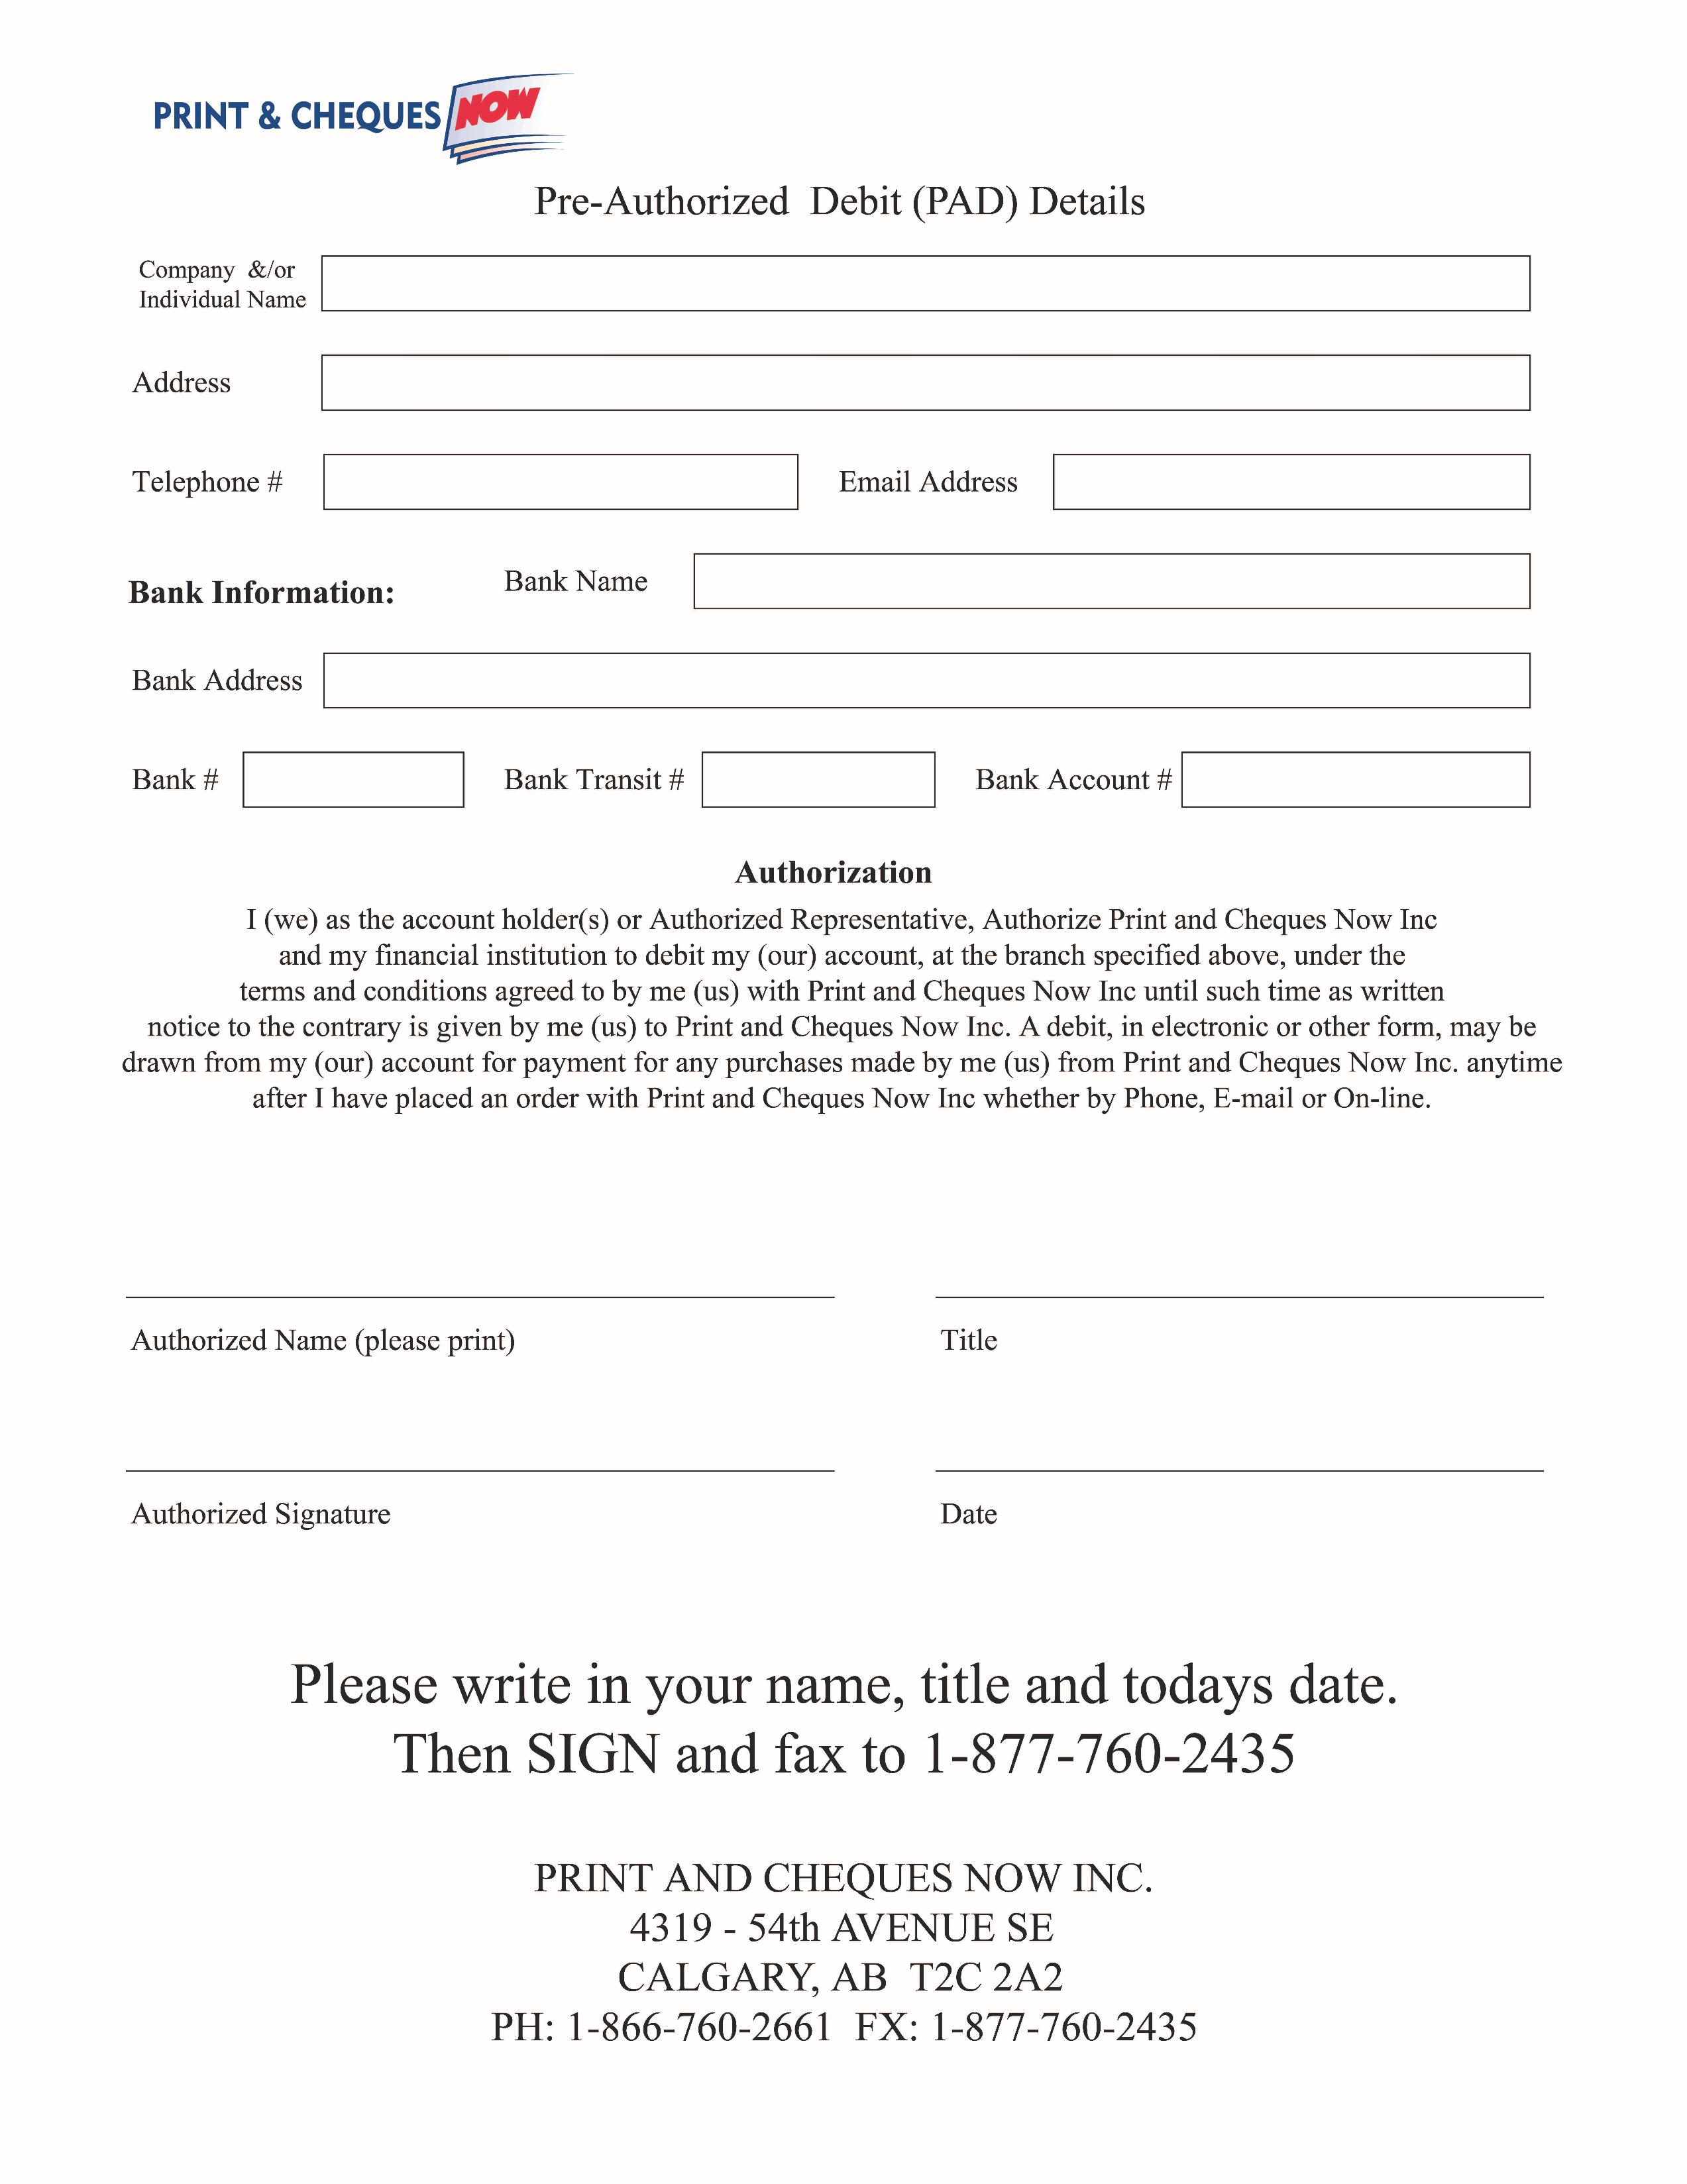 PRINT & CHEQUES NOW
Pre-Authorized Debit (PAD) Details
Company &/or
Individual Name
Address
Telephone #
Email Address
Bank Information:
Bank Name
Bank Address
Bank #
Bank Transit #
Bank Account #
Authorization
I (we) as the account holder(s) or Authorized Representative, Authorize Print and Cheques Now Inc
and my financial institution to debit my (our) account, at the branch specified above, under the
terms and conditions agreed to by me (us) with Print and Cheques Now Inc until such time as written
notice to the contrary is given by me (us) to Print and Cheques Now Inc. A debit, in electronic or other form, may be
drawn from my (our) account for payment for any purchases made by me (us) from Print and Cheques Now Inc. anytime
after I have placed an order with Print and Cheques Now Inc whether by Phone, E-mail or On-line.
Authorized Name (please print)
Title
Authorized Signature
Date
Please write in your name, title and todays date.
Then SIGN and fax to 1-877-760-2435
PRINT AND CHEQUES NOW INC.
4319 - 54th AVENUE SE
CALGARY, AB T2C 2A2
PH: 1-866-760-2661 FX: 1-877-760-2435